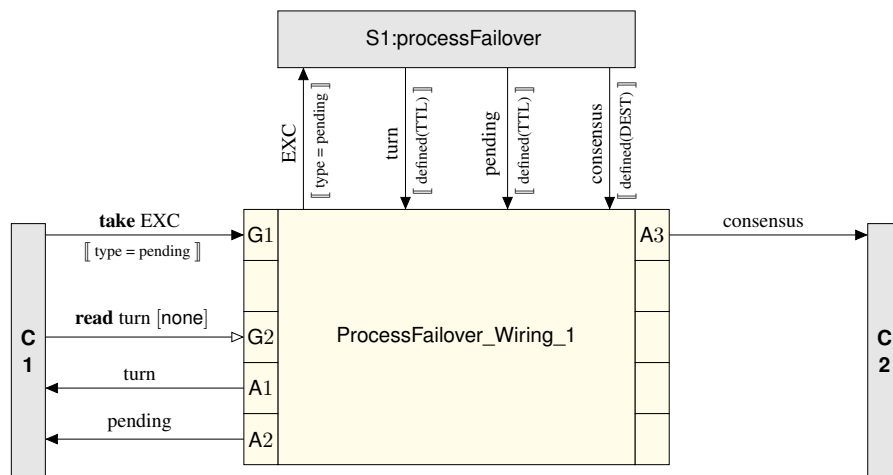 S1:processFailover
EXC
⟦ type = pending ⟧
turn
⟦ defined(TTL) ⟧
pending
⟦ defined(TTL) ⟧
consensus
⟦ defined(DEST) ⟧
take EXC
⟦ type = pending ⟧
G1
A3
consensus
read turn [none]
G2
ProcessFailover_Wiring_1
C
1
C
2
turn
A1
pending
A2